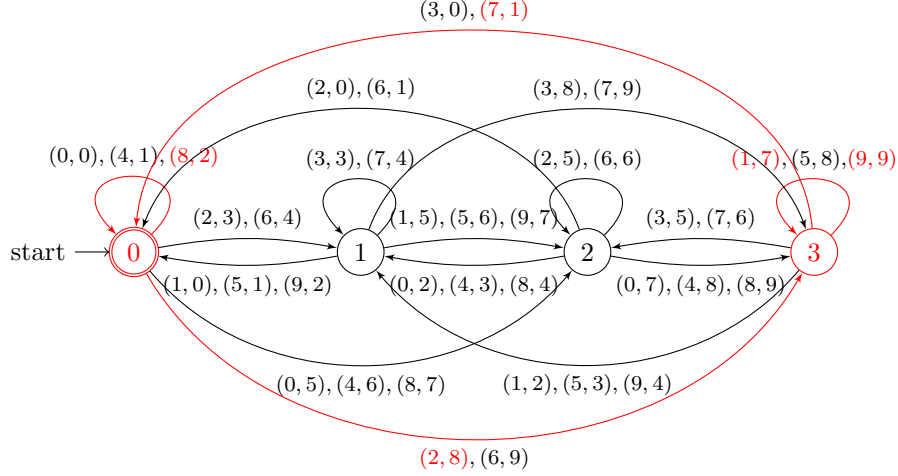 (3, 0), (7, 1)
(2, 0), (6, 1)
(3, 8), (7, 9)
(0, 0), (4, 1), (8, 2)
(3, 3), (7, 4)
(2, 5), (6, 6)
(1, 7), (5, 8), (9, 9)
(2, 3), (6, 4)
(1, 5), (5, 6), (9, 7)
(3, 5), (7, 6)
start
0
1
2
3
(1, 0), (5, 1), (9, 2)
(0, 2), (4, 3), (8, 4)
(0, 7), (4, 8), (8, 9)
(0, 5), (4, 6), (8, 7)
(1, 2), (5, 3), (9, 4)
(2, 8), (6, 9)